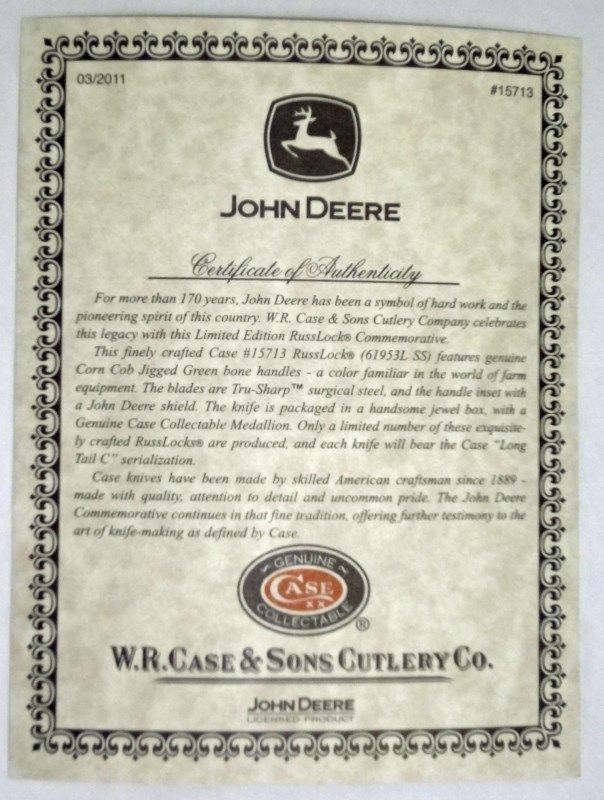 03/2011
#15713
JOHN DEERE
Certificate of Authenticity
For more than 170 years, John Deere has been a symbol of hard work and the
pioneering spirit of this country. W.R. Case & Sons Cutlery Company celebrates
this legacy with this Limited Edition RussLock® Commemorative.
This finely crafted Case #15713 RussLock® (61953L SS) features genuine
Corn Cob Jigged Green bone handles - a color familiar in the world of farm
equipment. The blades are Tru-Sharp™ surgical steel, and the handle inset with
a John Deere shield. The knife is packaged in a handsome jewel box, with a
Genuine Case Collectable Medallion. Only a limited number of these exquisite-
ly crafted RussLocks® are produced, and each knife will bear the Case "Long
Tail C" serialization.
Case knives have been made by skilled American craftsman since 1889 -
made with quality, attention to detail and uncommon pride. The John Deere
Commemorative continues in that fine tradition, offering further testimony to the
art of knife-making as defined by Case.
GENUINE
CASE
XX
COLLECTABLE
®
W.R. CASE & SONS CUTLERY CO.
JOHN DEERE
LICENSED PRODUCT